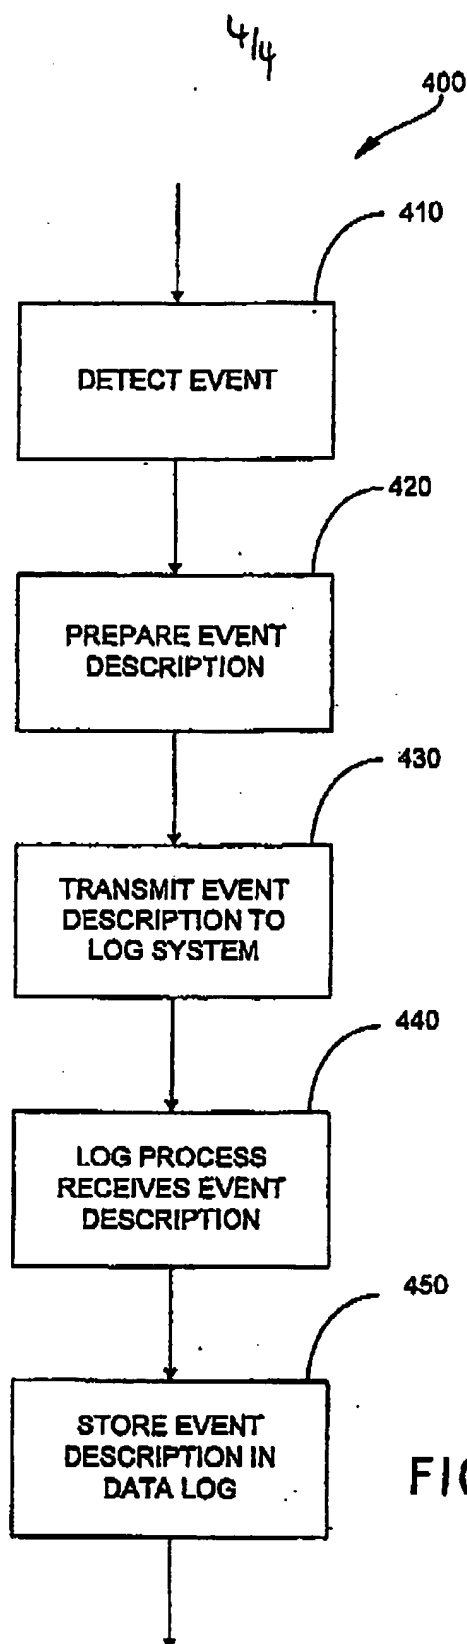 4/4
400
410
DETECT EVENT
420
PREPARE EVENT
DESCRIPTION
430
TRANSMIT EVENT
DESCRIPTION TO
LOG SYSTEM
440
LOG PROCESS
RECEIVES EVENT
DESCRIPTION
450
STORE EVENT
DESCRIPTION IN
DATA LOG